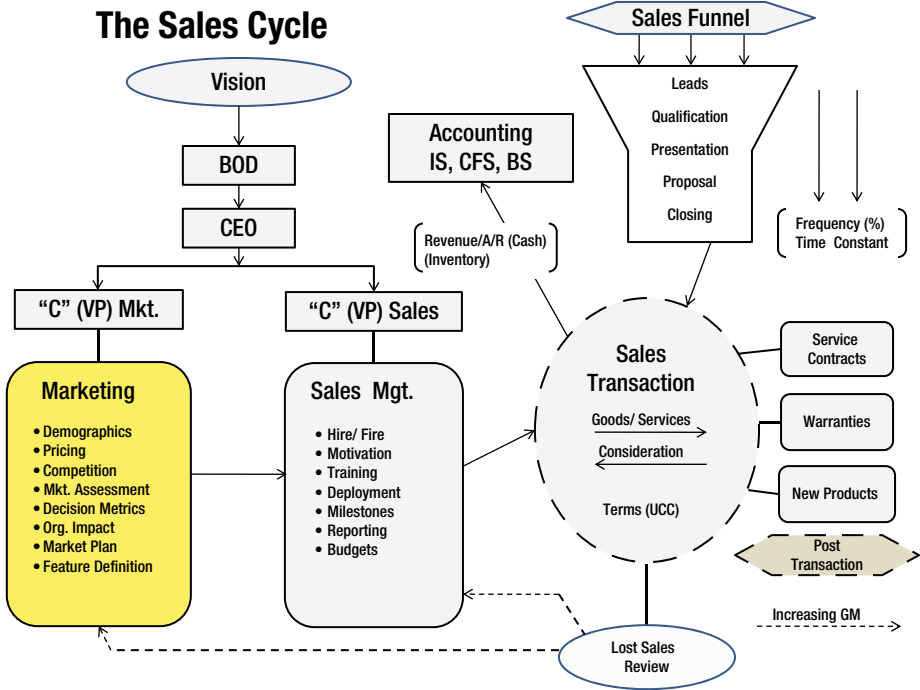 The Sales Cycle
Sales Funnel
Vision
BOD
CEO
Accounting
IS, CFS, BS
Leads
Qualification
Presentation
Proposal
Closing
Frequency (%)
Time Constant
Revenue/A/R (Cash)
(Inventory)
"C" (VP) Mkt.
"C" (VP) Sales
Marketing
• Demographics
• Pricing
• Competition
• Mkt. Assessment
• Decision Metrics
• Org. Impact
• Market Plan
• Feature Definition
Sales Mgt.
• Hire/ Fire
• Motivation
• Training
• Deployment
• Milestones
• Reporting
• Budgets
Sales
Transaction
Goods/ Services
Consideration
Terms (UCC)
Service
Contracts
Warranties
New Products
Post
Transaction
Increasing GM
Lost Sales
Review